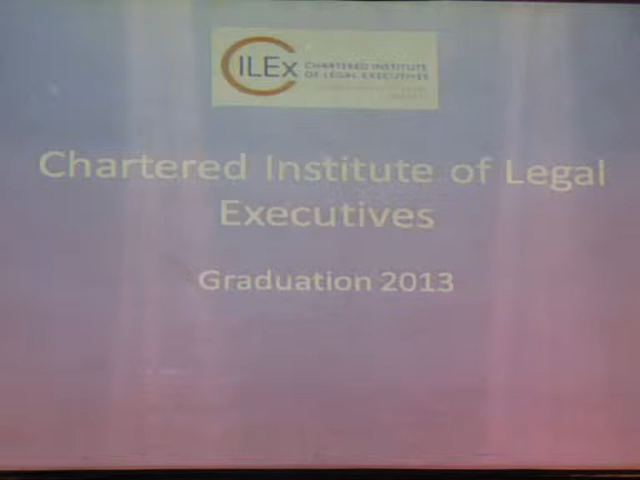 CILEx
CHARTERED INSTITUTE
OF LEGAL EXECUTIVES
Chartered Institute of Legal
Executives
Graduation 2013